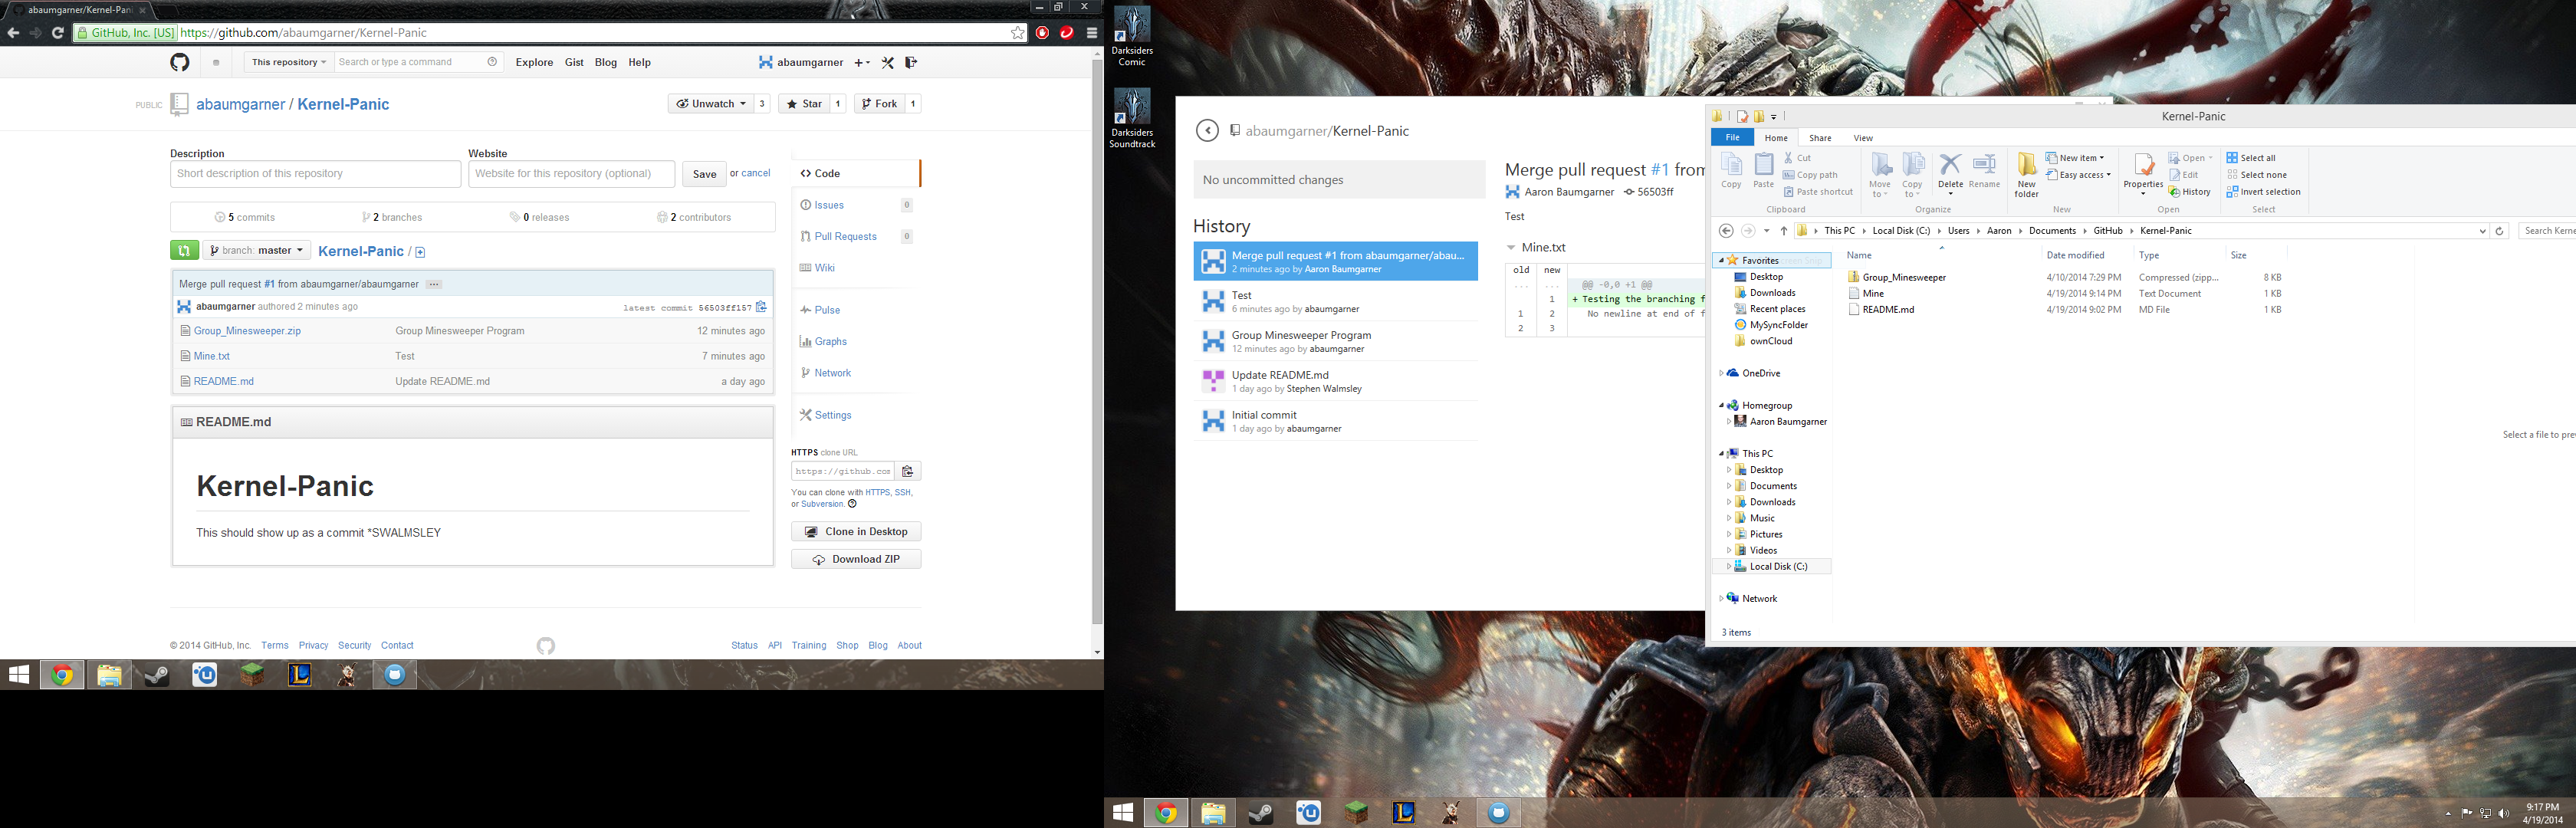 abaumgarner/Kernel-Pani
GitHub, Inc. [US] https://github.com/abaumgarner/Kernel-Panic
This repository Search or type a command Explore Gist Blog Help abaumgarner
PUBLIC abaumgarner / Kernel-Panic Unwatch 3 Star 1 Fork 1
Description Website
Short description of this repository Website for this repository (optional) Save or cancel
5 commits 2 branches 0 releases 2 contributors
branch: master Kernel-Panic /
Merge pull request #1 from abaumgarner/abaumgarner ...
abaumgarner authored 2 minutes ago latest commit 56503ff157
Group_Minesweeper.zip Group Minesweeper Program 12 minutes ago
Mine.txt Test 7 minutes ago
README.md Update README.md a day ago
README.md
Kernel-Panic
This should show up as a commit *SWALMSLEY
Code
Issues 0
Pull Requests 0
Wiki
Pulse
Graphs
Network
Settings
HTTPS clone URL
https://github.com
You can clone with HTTPS, SSH,
or Subversion.
Clone in Desktop
Download ZIP
© 2014 GitHub, Inc. Terms Privacy Security Contact Status API Training Shop Blog About
Darksiders
Comic
Darksiders
Soundtrack
abaumgarner/Kernel-Panic
No uncommitted changes
History
Merge pull request #1 from abaumgarner/abau...
2 minutes ago by Aaron Baumgarner
Test
6 minutes ago by abaumgarner
Group Minesweeper Program
12 minutes ago by abaumgarner
Update README.md
1 day ago by Stephen Walmsley
Initial commit
1 day ago by abaumgarner
Merge pull request #1 from
Aaron Baumgarner 56503ff
Test
Mine.txt
old new
... ... @@ -0,0 +1 @@
1 + Testing the branching f
1 2 No newline at end of f
2 3
Kernel-Panic
File Home Share View
Copy Paste Cut Copy path Paste shortcut
Clipboard
Move to Copy to Delete Rename
Organize
New folder New item Easy access
New
Properties Open Edit History
Open
Select all Select none Invert selection
Select
This PC Local Disk (C:) Users Aaron Documents GitHub Kernel-Panic Search Kerne
Name Date modified Type Size
Group_Minesweeper 4/10/2014 7:29 PM Compressed (zipp... 8 KB
Mine 4/19/2014 9:14 PM Text Document 1 KB
README.md 4/19/2014 9:02 PM MD File 1 KB
Favorites
Desktop
Downloads
Recent places
MySyncFolder
ownCloud
OneDrive
Homegroup
Aaron Baumgarner
This PC
Desktop
Documents
Downloads
Music
Pictures
Videos
Local Disk (C:)
Network
Select a file to prev
3 items
9:17 PM
4/19/2014